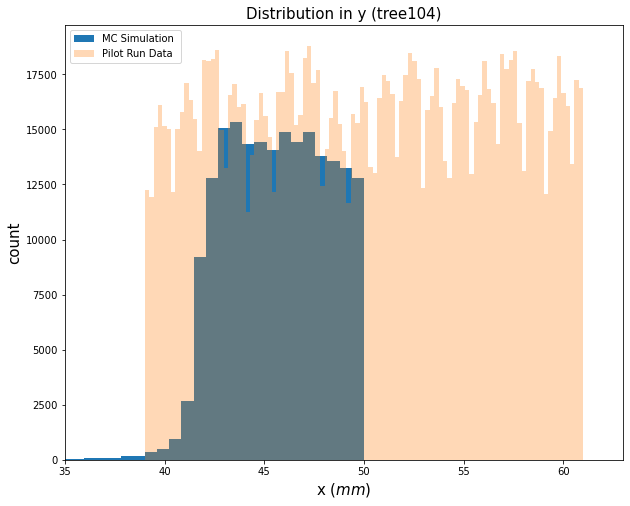 Distribution in y (tree104)
MC Simulation
Pilot Run Data
count
17500
15000
12500
10000
7500
5000
2500
0
35 40 45 50 55 60
x (mm)